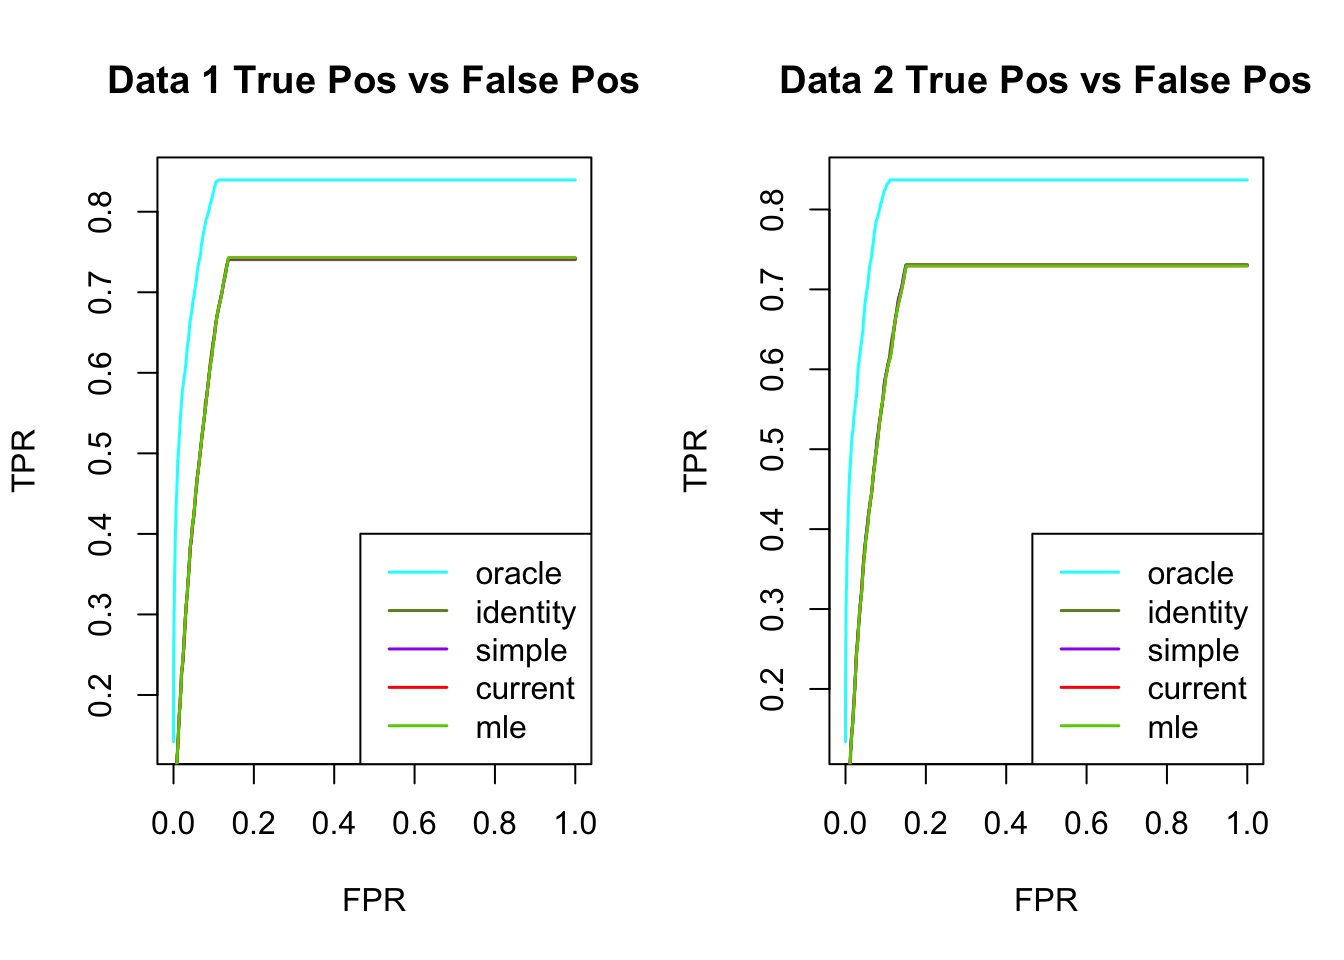 Data 1 True Pos vs False Pos
TPR
0.8
0.7
0.6
0.5
0.4
0.3
0.2
oracle
identity
simple
current
mle
0.0 0.2 0.4 0.6 0.8 1.0
FPR
Data 2 True Pos vs False Pos
TPR
0.8
0.7
0.6
0.5
0.4
0.3
0.2
oracle
identity
simple
current
mle
0.0 0.2 0.4 0.6 0.8 1.0
FPR